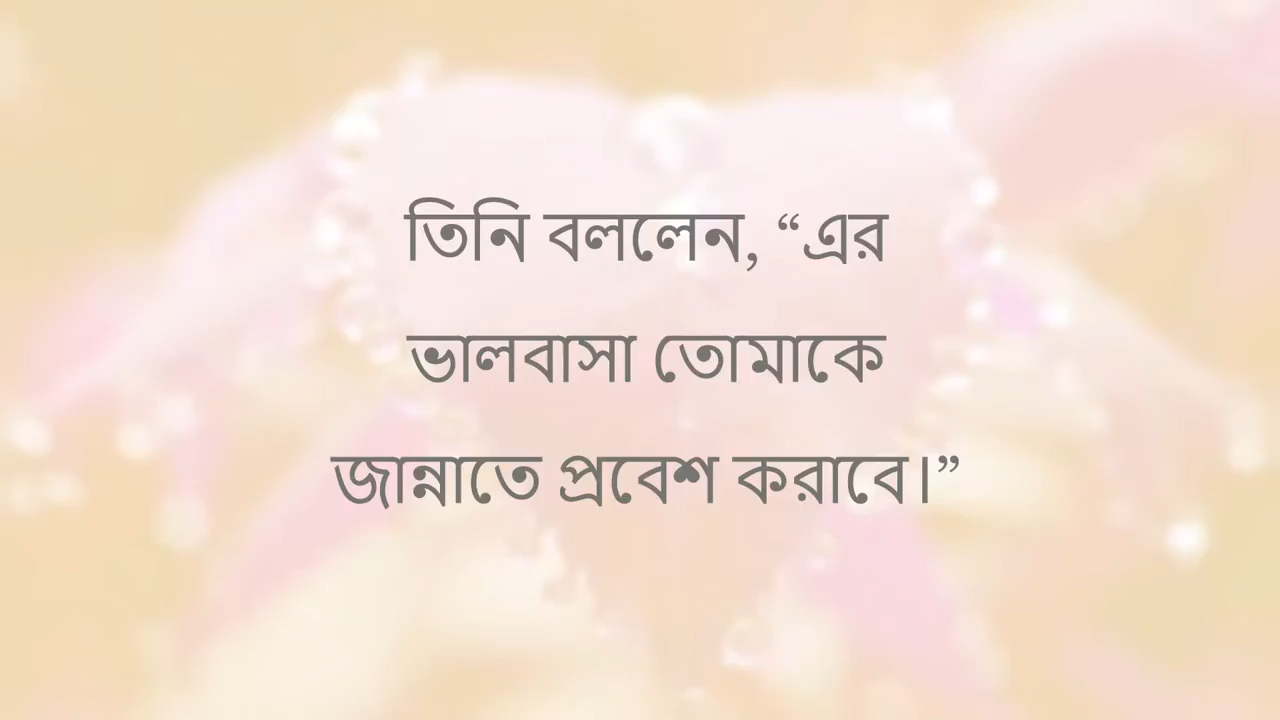 তিনি বললেন, “এর
ভালবাসা তোমাকে
জান্নাতে প্রবেশ করাবে।”